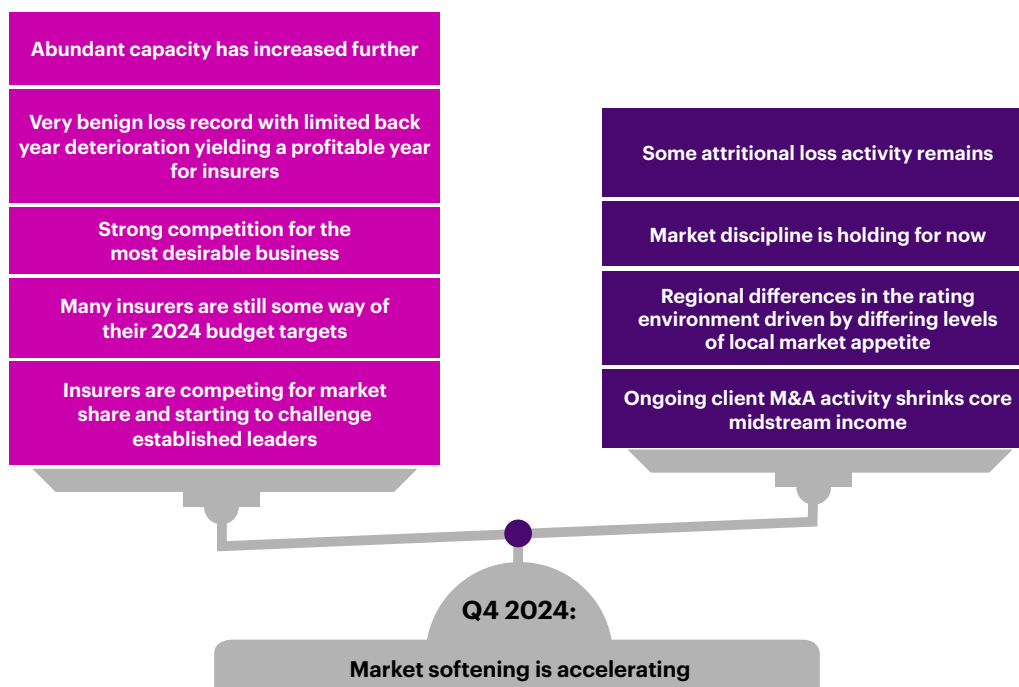 Abundant capacity has increased further
Very benign loss record with limited back
year deterioration yielding a profitable year
for insurers
Strong competition for the
most desirable business
Many insurers are still some way of
their 2024 budget targets
Insurers are competing for market
share and starting to challenge
established leaders
Some attritional loss activity remains
Market discipline is holding for now
Regional differences in the rating
environment driven by differing levels
of local market appetite
Ongoing client M&A activity shrinks core
midstream income
Q4 2024:
Market softening is accelerating